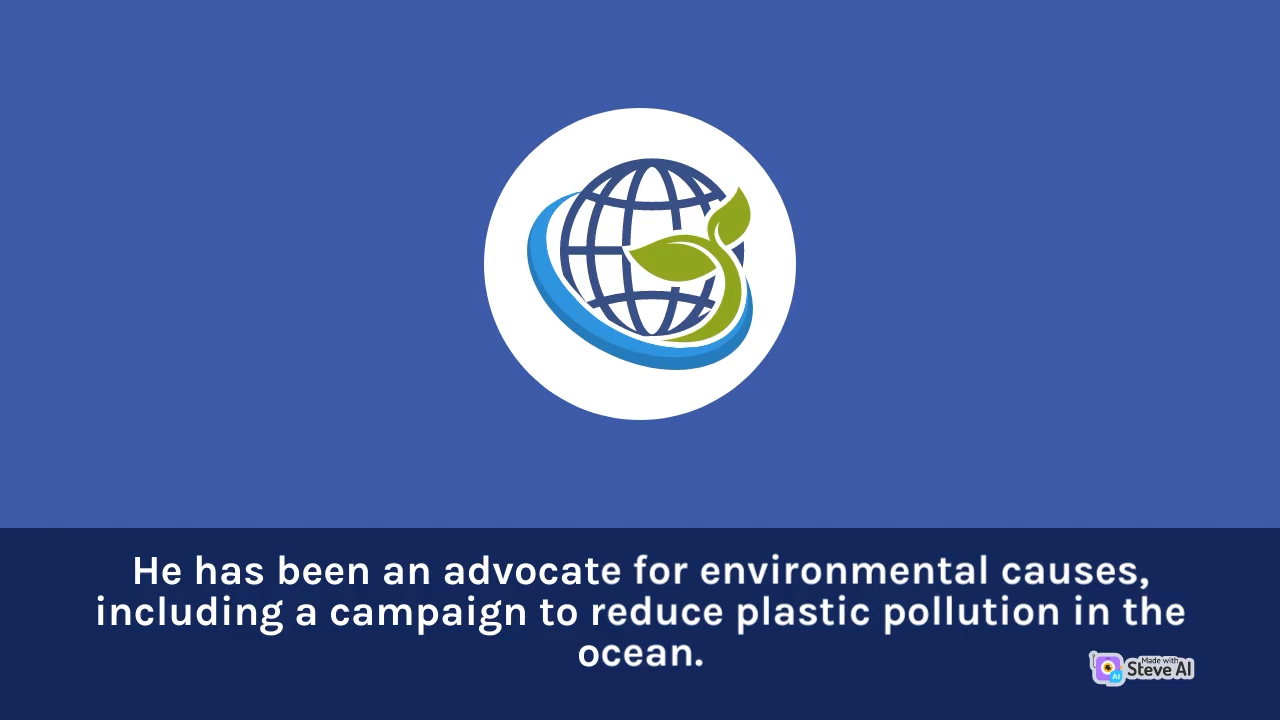 He has been an advocate for environmental causes,
including a campaign to reduce plastic pollution in the
ocean.
Made with
Steve AI
AI